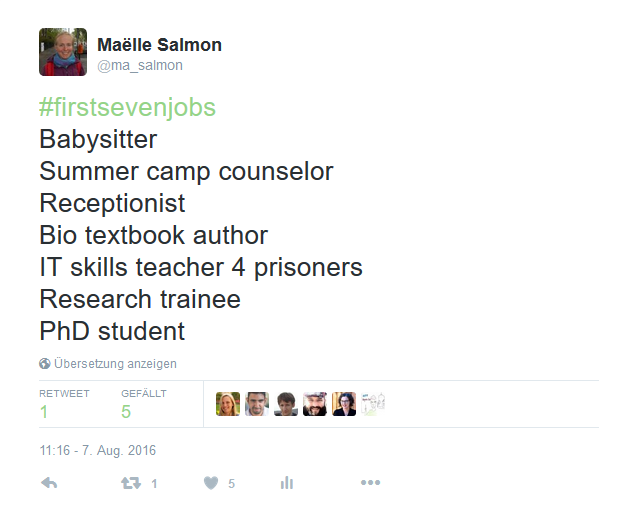 Maëlle Salmon
@ma_salmon
#firstsevenjobs
Babysitter
Summer camp counselor
Receptionist
Bio textbook author
IT skills teacher 4 prisoners
Research trainee
PhD student
Übersetzung anzeigen
RETWEET GEFÄLLT
1 5
11:16 - 7. Aug. 2016
1 5